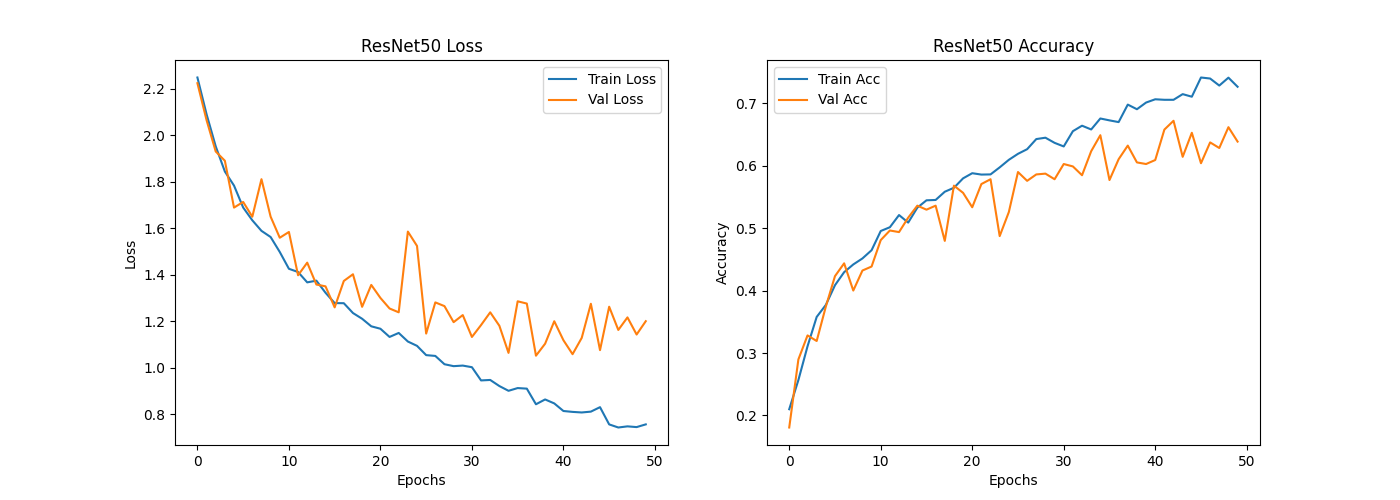 ResNet50 Loss
Train Loss
Val Loss
2.2
2.0
1.8
1.6
1.4
1.2
1.0
0.8
Loss
0 10 20 30 40 50
Epochs
ResNet50 Accuracy
Train Acc
Val Acc
0.7
0.6
0.5
0.4
0.3
0.2
Accuracy
0 10 20 30 40 50
Epochs